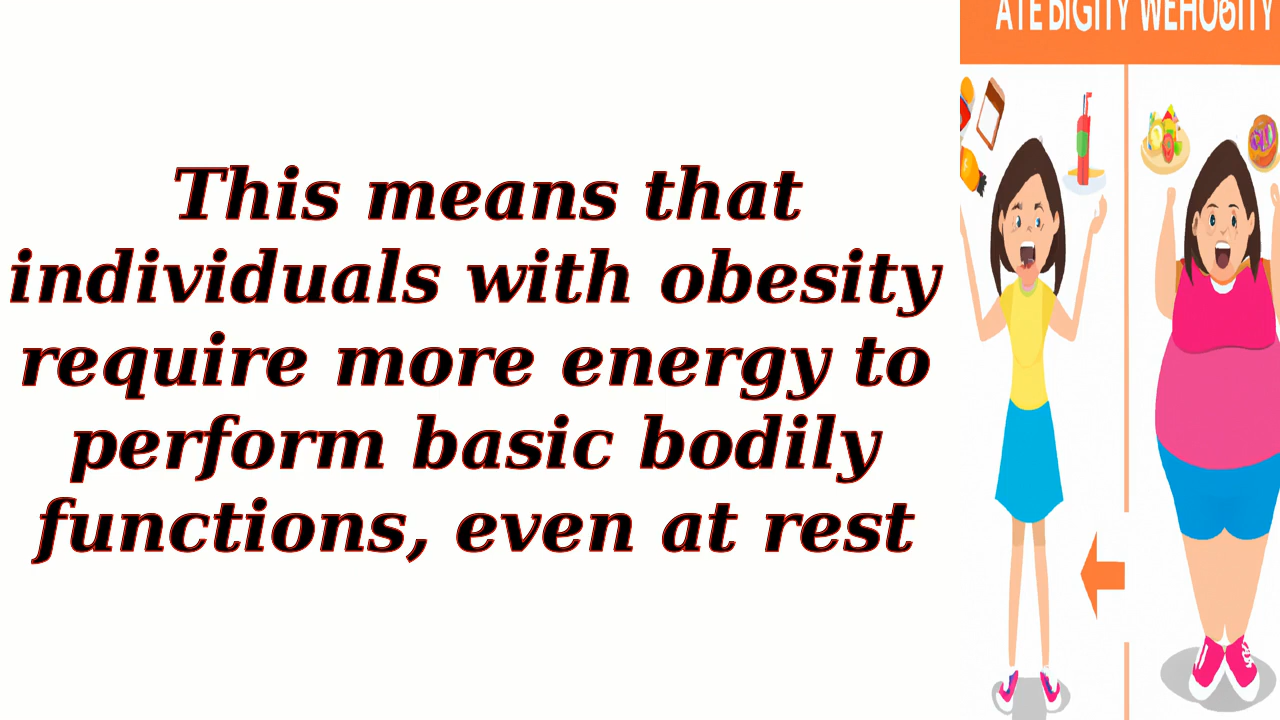 This means that
individuals with obesity
require more energy to
perform basic bodily
functions, even at rest